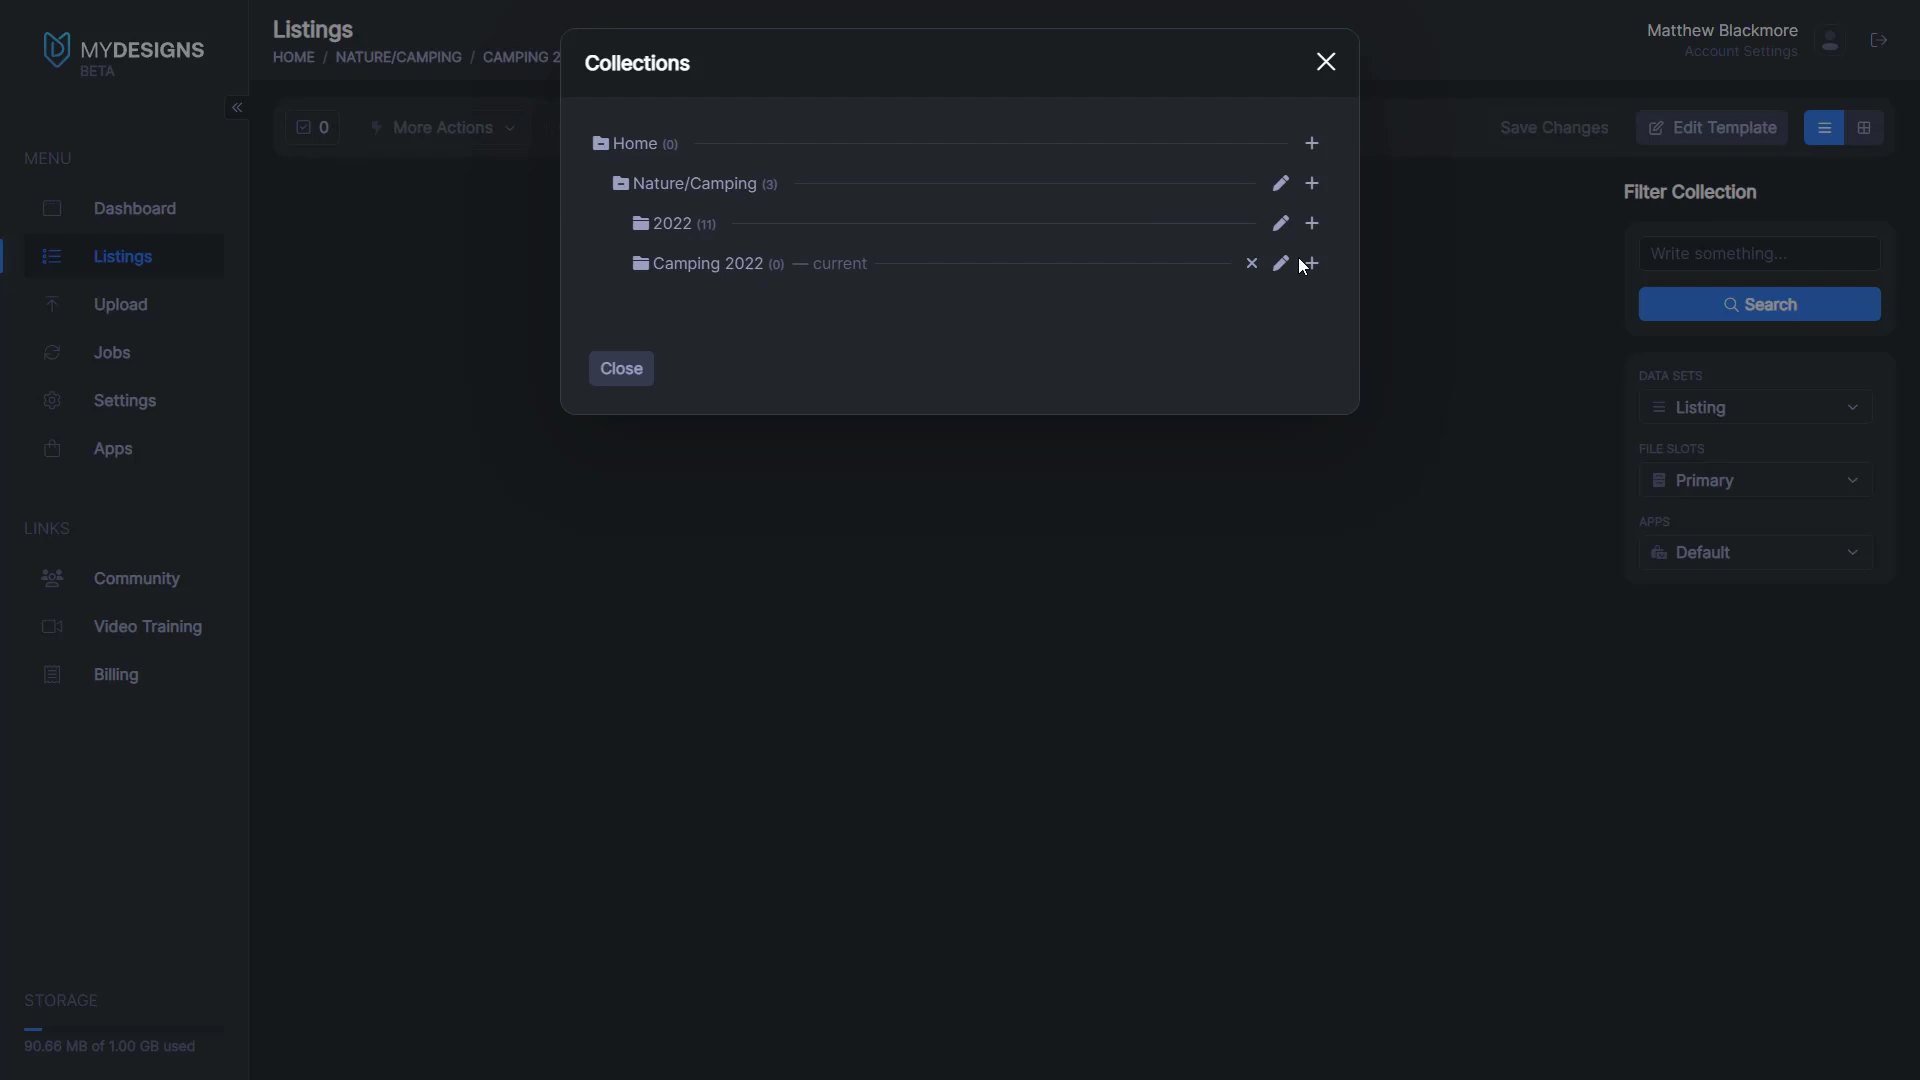 MYDESIGNS
BETA
Listings
HOME / NATURE/CAMPING / CAMPING 2
Matthew Blackmore
Account Settings
Collections
0
More Actions
Save Changes
Edit Template
Home (0)
Nature/Camping (3)
2022 (11)
Camping 2022 (0) — current
Close
MENU
Dashboard
Listings
Upload
Jobs
Settings
Apps
LINKS
Community
Video Training
Billing
STORAGE
90.66 MB of 1.00 GB used
Filter Collection
Write something...
Search
DATA SETS
Listing
FILE SLOTS
Primary
APPS
Default